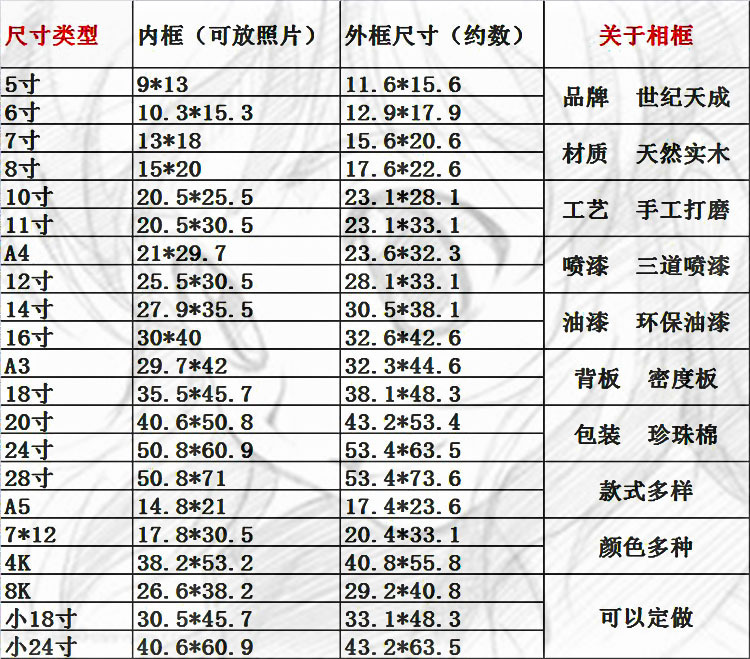 尺寸类型 内框（可放照片） 外框尺寸（约数） 关于相框
5寸 9*13 11.6*15.6
品牌 世纪天成
6寸 10.3*15.3 12.9*17.9
7寸 13*18 15.6*20.6
材质 天然实木
8寸 15*20 17.6*22.6
10寸 20.5*25.5 23.1*28.1
工艺 手工打磨
11寸 20.5*30.5 23.1*33.1
A4 21*29.7 23.6*32.3
喷漆 三道喷漆
12寸 25.5*30.5 28.1*33.1
14寸 27.9*35.5 30.5*38.1
油漆 环保油漆
16寸 30*40 32.6*42.6
A3 29.7*42 32.3*44.6
背板 密度板
18寸 35.5*45.7 38.1*48.3
20寸 40.6*50.8 43.2*53.4
包装 珍珠棉
24寸 50.8*60.9 53.4*63.5
28寸 50.8*71 53.4*73.6
款式多样
A5 14.8*21 17.4*23.6
7*12 17.8*30.5 20.4*33.1
颜色多种
4K 38.2*53.2 40.8*55.8
8K 26.6*38.2 29.2*40.8
小18寸 30.5*45.7 33.1*48.3
可以定做
小24寸 40.6*60.9 43.2*63.5